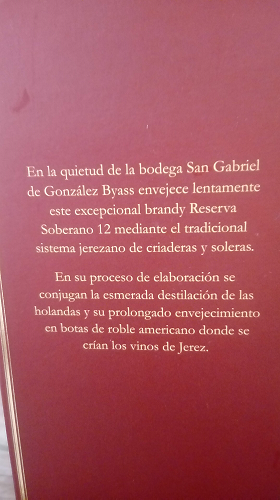 En la quietud de la bodega San Gabriel
de González Byass envejece lentamente
este excepcional brandy Reserva
Soberano 12 mediante el tradicional
sistema jerezano de criaderas y soleras.
En su proceso de elaboración se
conjugan la esmerada destilación de las
holandas y su prolongado envejecimiento
en botas de roble americano donde se
crían los vinos de Jerez.